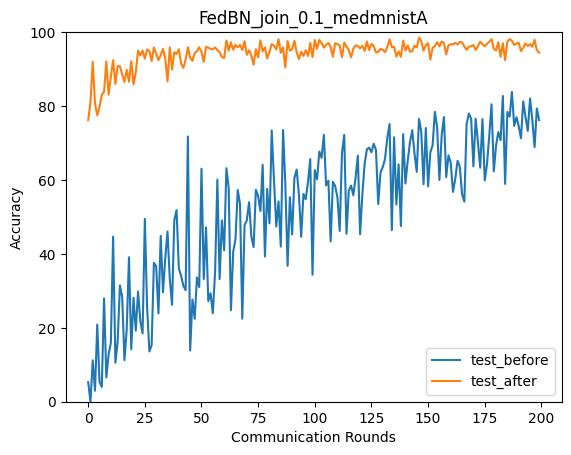 FedBN_join_0.1_medmnistA
Accuracy
100
80
60
40
20
0
0 25 50 75 100 125 150 175 200
Communication Rounds
test_before
test_after